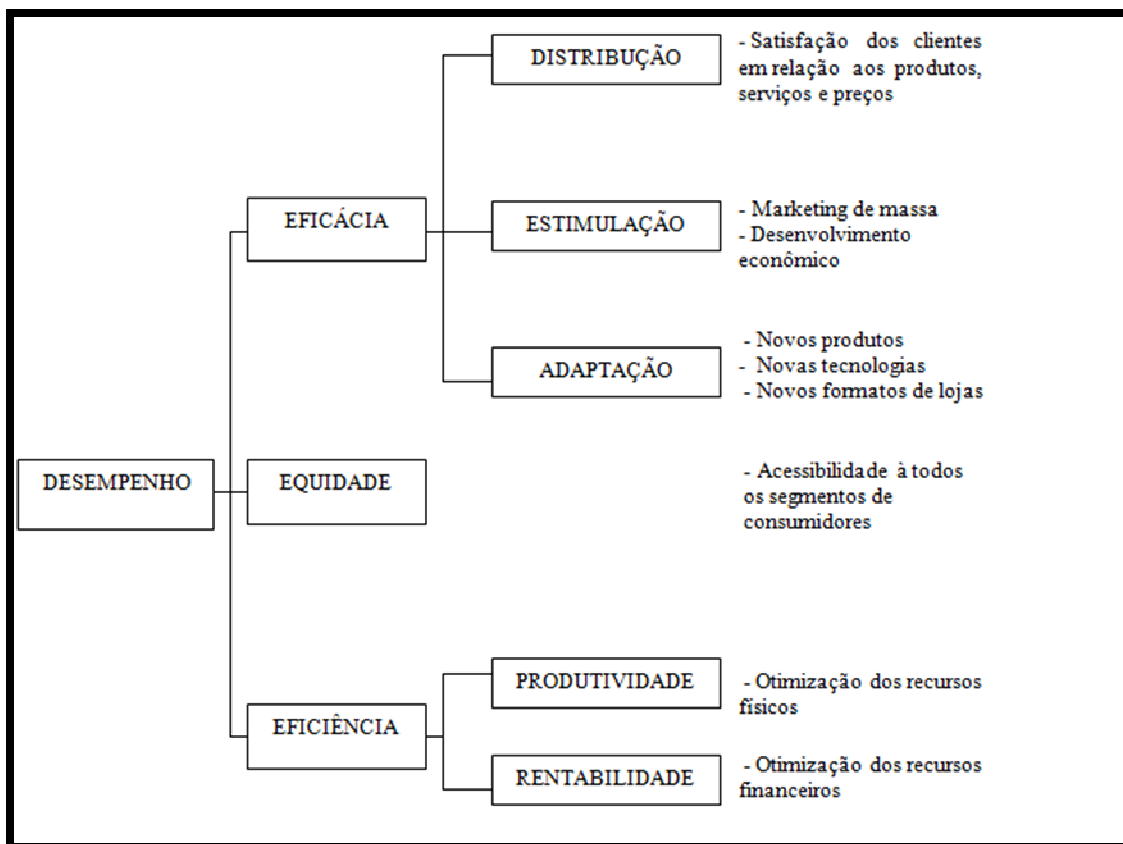 DISTRIBUÇÃO
- Satisfação dos clientes
em relação aos produtos,
serviços e preços
EFICÁCIA
ESTIMULAÇÃO
- Marketing de massa
- Desenvolvimento
econômico
ADAPTAÇÃO
- Novos produtos
- Novas tecnologias
- Novos formatos de lojas
DESEMPENHO
EQUIDADE
- Acessibilidade à todos
os segmentos de
consumidores
PRODUTIVIDADE
- Otimização dos recursos
físicos
EFICIÊNCIA
RENTABILIDADE
- Otimização dos recursos
financeiros